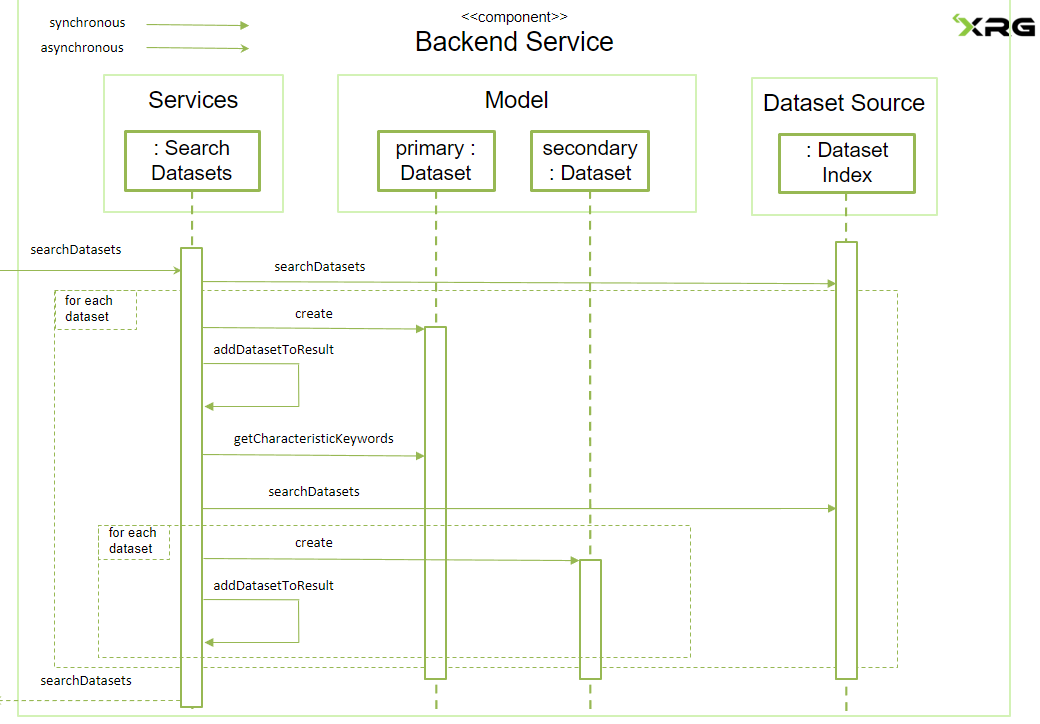 synchronous
asynchronous
<<component>>
Backend Service
XRG
Services
: Search
Datasets
Model
primary :
Dataset
secondary
: Dataset
Dataset Source
: Dataset
Index
searchDatasets
searchDatasets
for each
dataset
create
addDatasetToResult
getCharacteristicKeywords
searchDatasets
for each
dataset
create
addDatasetToResult
searchDatasets